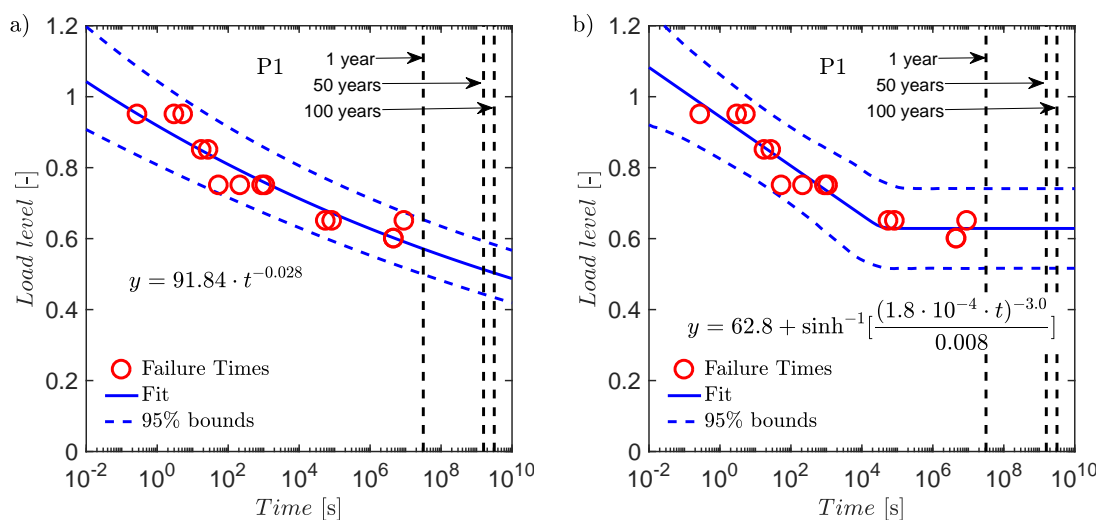 a)
1.2
1
0.8
0.6
0.4
0.2
0
Load level [-]
P1
1 year
50 years
100 years
y = 91.84 · t^{-0.028}
Failure Times
Fit
95% bounds
10^{-2} 10^{0} 10^{2} 10^{4} 10^{6} 10^{8} 10^{10}
Time [s]
b)
1.2
1
0.8
0.6
0.4
0.2
0
Load level [-]
P1
1 year
50 years
100 years
y = 62.8 + sinh^{-1}[\frac{(1.8 · 10^{-4} · t)^{-3.0}}{0.008}]
Failure Times
Fit
95% bounds
10^{-2} 10^{0} 10^{2} 10^{4} 10^{6} 10^{8} 10^{10}
Time [s]